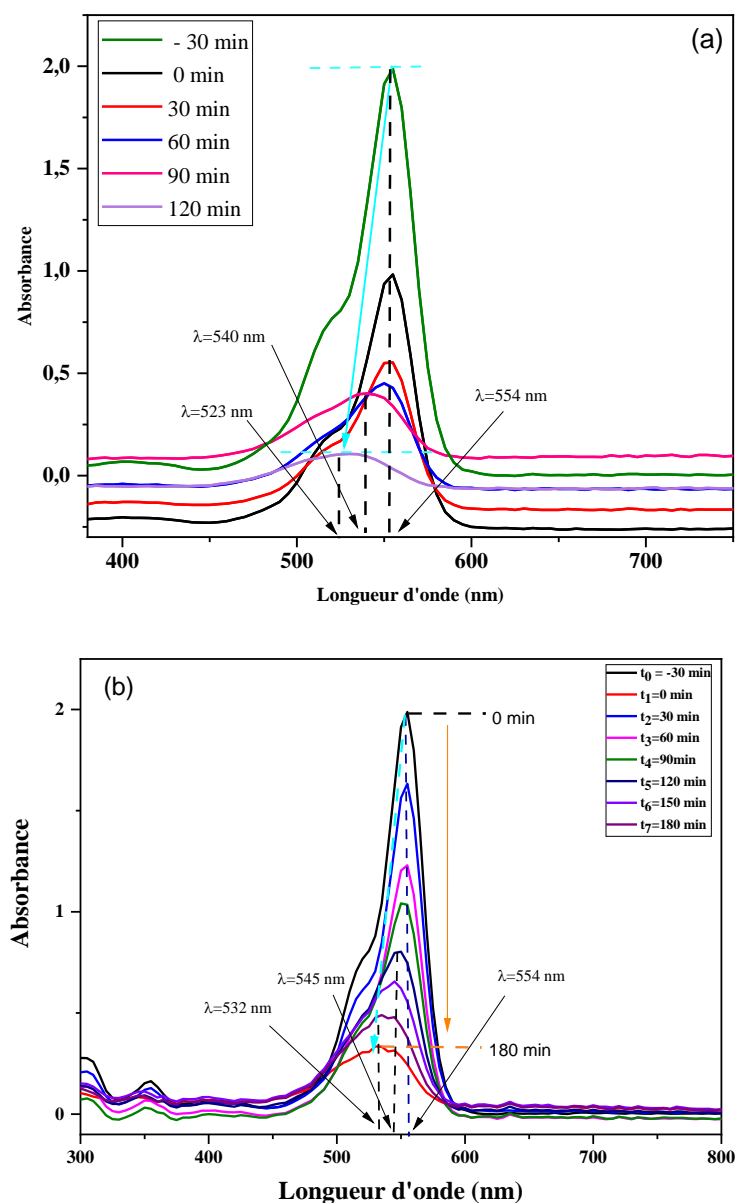 (a)
- 30 min
0 min
30 min
60 min
90 min
120 min
2,0
1,5
1,0
0,5
0,0
Absorbance
λ=540 nm
λ=523 nm
λ=554 nm
400 500 600 700
Longueur d'onde (nm)
(b)
t0 = -30 min
t1=0 min
t2=30 min
t3=60 min
t4=90min
t5=120 min
t6=150 min
t7=180 min
0 min
2
1
0
Absorbance
λ=545 nm
λ=554 nm
λ=532 nm
180 min
300 400 500 600 700 800
Longueur d'onde (nm)